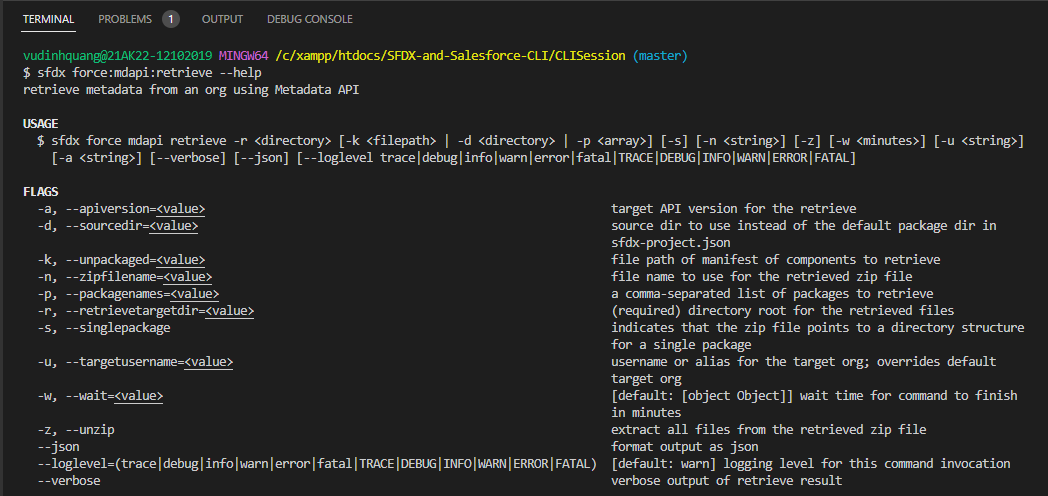 TERMINAL PROBLEMS 1 OUTPUT DEBUG CONSOLE
vudinhquang@21AK22-12102019 MINGW64 /c/xampp/htdocs/SFDX-and-Salesforce-CLI/CLISession (master)
$ sfdx force:mdapi:retrieve --help
retrieve metadata from an org using Metadata API
USAGE
$ sfdx force mdapi retrieve -r <directory> [-k <filepath> | -d <directory> | -p <array>] [-s] [-n <string>] [-z] [-w <minutes>] [-u <string>]
[-a <string>] [--verbose] [--json] [--loglevel trace|debug|info|warn|error|fatal|TRACE|DEBUG|INFO|WARN|ERROR|FATAL]
FLAGS
-a, --apiversion=<value> target API version for the retrieve
-d, --sourcedir=<value> source dir to use instead of the default package dir in
sfdx-project.json
-k, --unpackaged=<value> file path of manifest of components to retrieve
-n, --zipfilename=<value> file name to use for the retrieved zip file
-p, --packagenames=<value> a comma-separated list of packages to retrieve
-r, --retrievetargetdir=<value> (required) directory root for the retrieved files
-s, --singlepackage indicates that the zip file points to a directory structure
for a single package
-u, --targetusername=<value> username or alias for the target org; overrides default
target org
-w, --wait=<value> [default: [object Object]] wait time for command to finish
in minutes
-z, --unzip extract all files from the retrieved zip file
--json format output as json
--loglevel=(trace|debug|info|warn|error|fatal|TRACE|DEBUG|INFO|WARN|ERROR|FATAL) [default: warn] logging level for this command invocation
--verbose verbose output of retrieve result